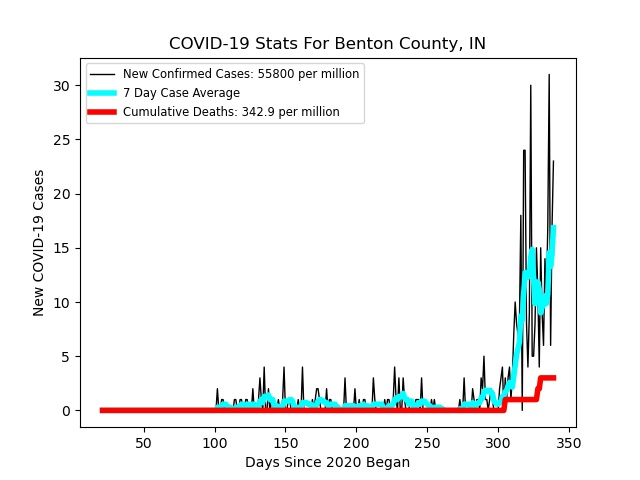 COVID-19 Stats For Benton County, IN
New Confirmed Cases: 55800 per million
7 Day Case Average
Cumulative Deaths: 342.9 per million
New COVID-19 Cases
30
25
20
15
10
5
0
50 100 150 200 250 300 350
Days Since 2020 Began